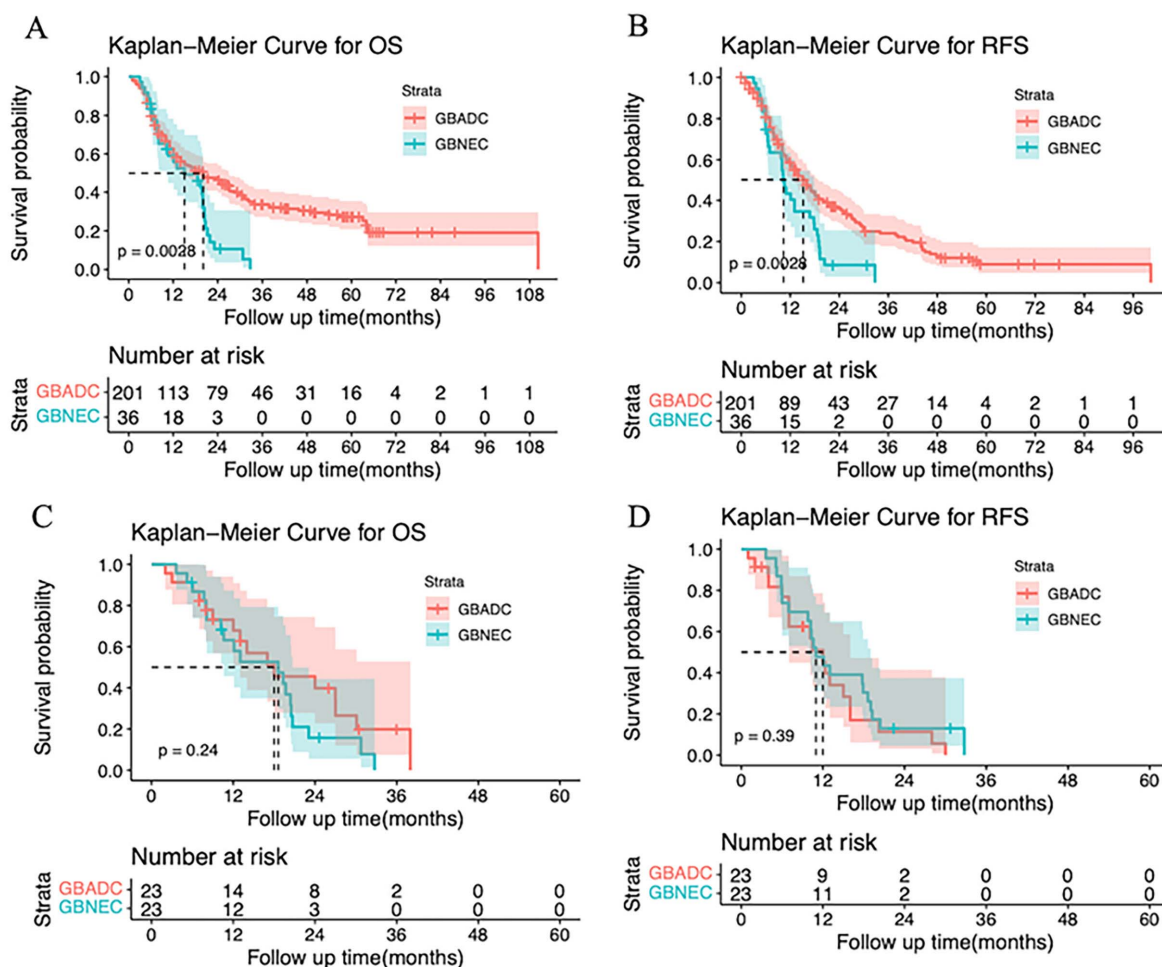 A
Kaplan−Meier Curve for OS
Survival probability
1.0
0.8
0.6
0.4
0.2
0.0
p = 0.0028
Strata
GBADC
GBNEC
0 12 24 36 48 60 72 84 96 108
Follow up time(months)
Number at risk
Strata
GBADC 201 113 79 46 31 16 4 2 1 1
GBNEC 36 18 3 0 0 0 0 0 0 0
0 12 24 36 48 60 72 84 96 108
Follow up time(months)
B
Kaplan−Meier Curve for RFS
Survival probability
1.0
0.8
0.6
0.4
0.2
0.0
p = 0.0028
Strata
GBADC
GBNEC
0 12 24 36 48 60 72 84 96
Follow up time(months)
Number at risk
Strata
GBADC 201 89 43 27 14 4 2 1 1
GBNEC 36 15 2 0 0 0 0 0 0
0 12 24 36 48 60 72 84 96
Follow up time(months)
C
Kaplan−Meier Curve for OS
Survival probability
1.0
0.8
0.6
0.4
0.2
0.0
p = 0.24
Strata
GBADC
GBNEC
0 12 24 36 48 60
Follow up time(months)
Number at risk
Strata
GBADC 23 14 8 2 0 0
GBNEC 23 12 3 0 0 0
0 12 24 36 48 60
Follow up time(months)
D
Kaplan−Meier Curve for RFS
Survival probability
1.0
0.8
0.6
0.4
0.2
0.0
p = 0.39
Strata
GBADC
GBNEC
0 12 24 36 48 60
Follow up time(months)
Number at risk
Strata
GBADC 23 9 2 0 0 0
GBNEC 23 11 2 0 0 0
0 12 24 36 48 60
Follow up time(months)